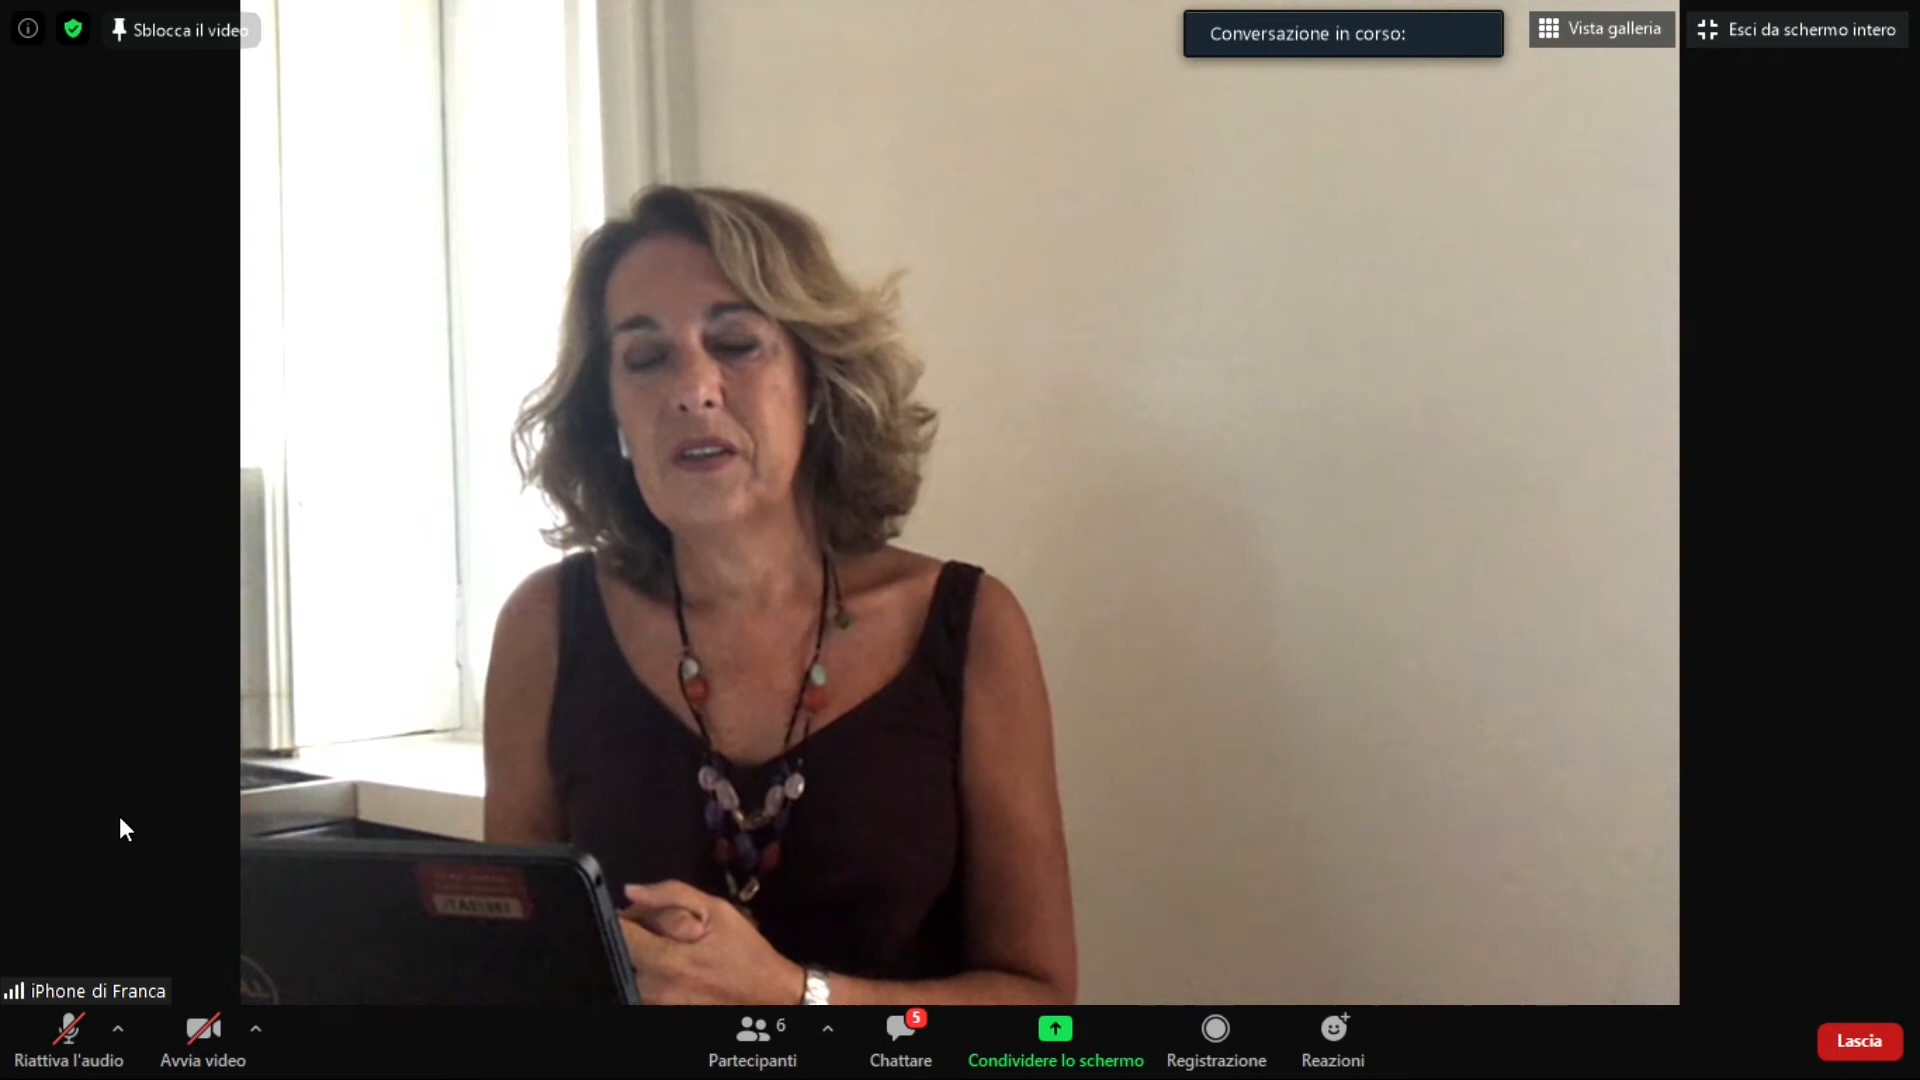 Sblocca il video
Conversazione in corso:
Vista galleria
Esci da schermo intero
iPhone di Franca
Riattiva l'audio
Avvia video
6
Partecipanti
5
Chattare
Condividere lo schermo
Registrazione
Reazioni
Lascia